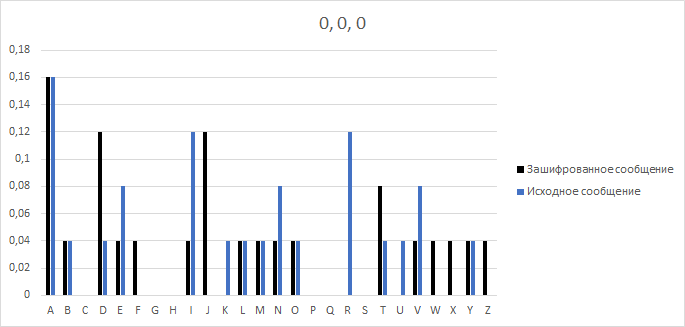 0, 0, 0
0,18
0,16
0,14
0,12
0,1
0,08
0,06
0,04
0,02
0
A B C D E F G H I J K L M N O P Q R S T U V W X Y Z
Зашифрованное сообщение
Исходное сообщение